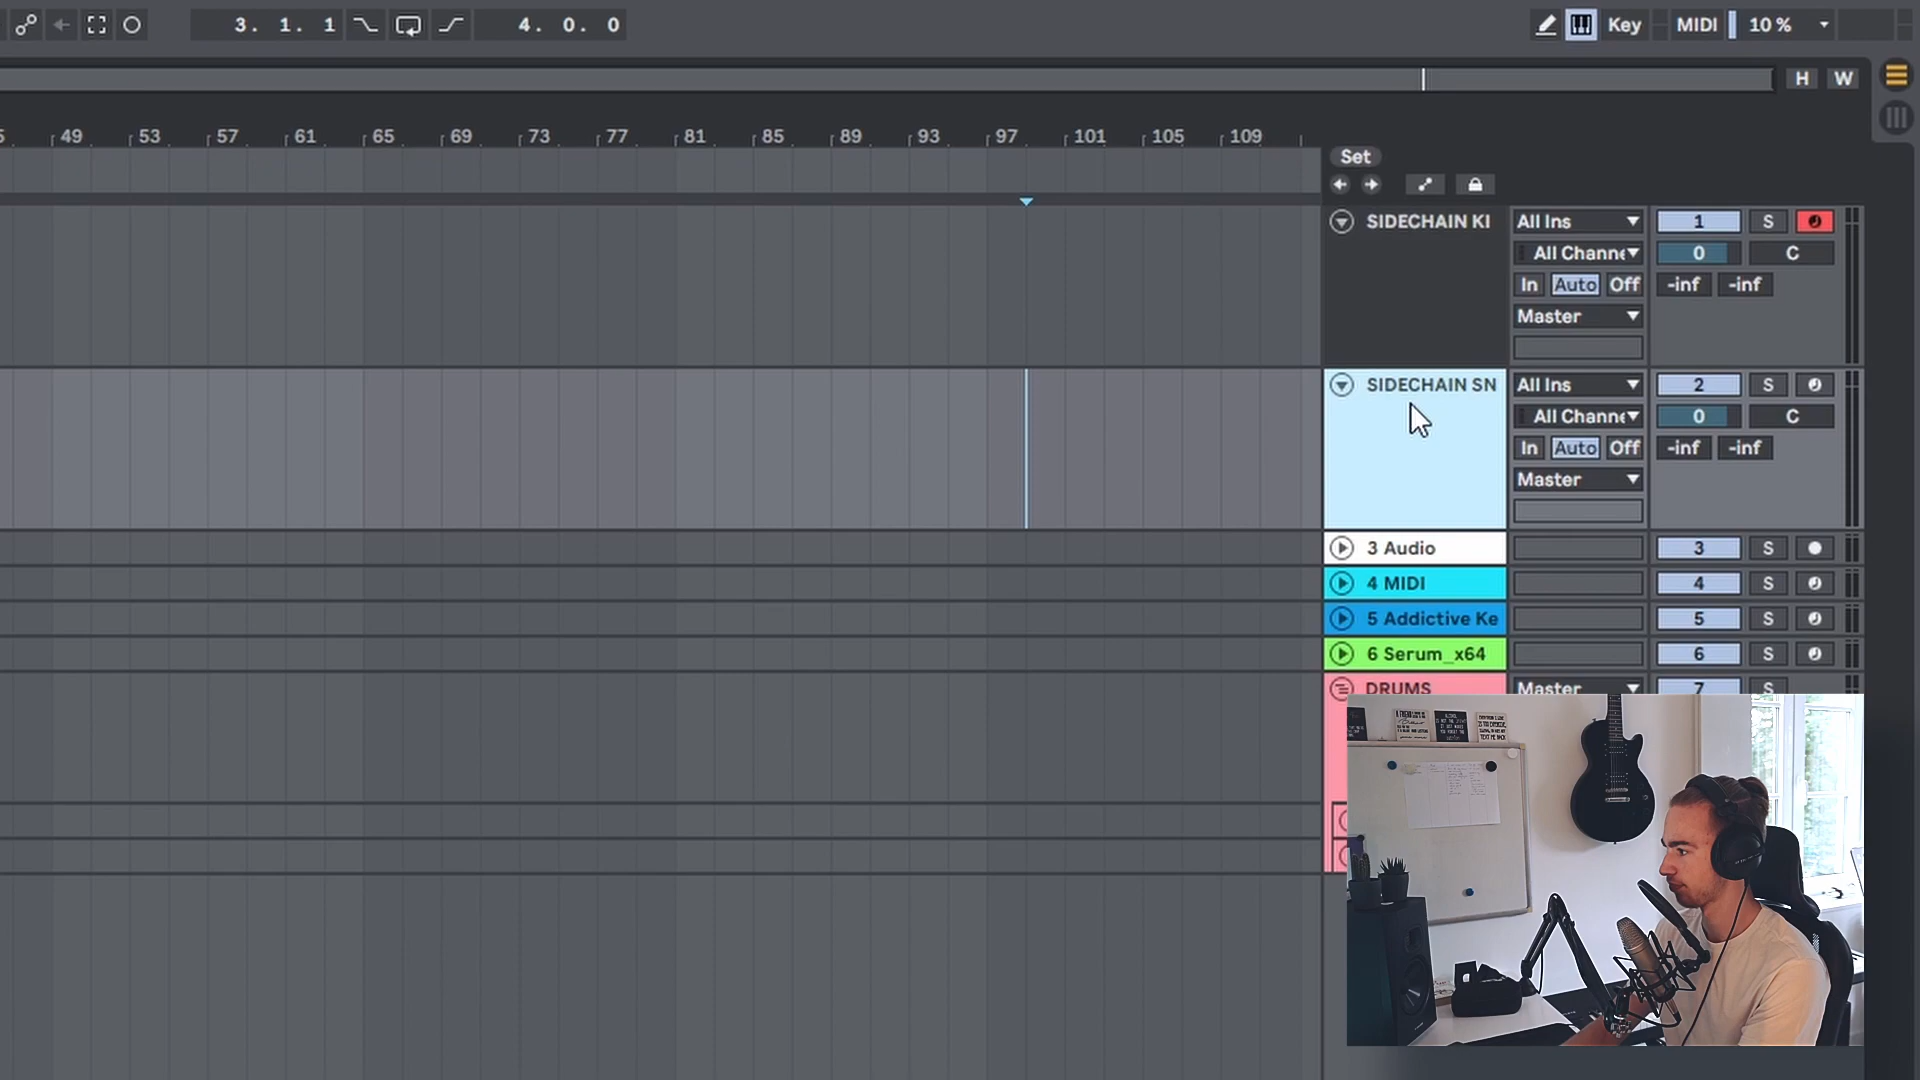 3. 1. 1 4. 0. 0 Key MIDI 10 %
H W
49 53 57 61 65 69 73 77 81 85 89 93 97 101 105 109
Set
SIDECHAIN KI All Ins 1 S
All Channe 0 C
In Auto Off -inf -inf
Master
SIDECHAIN SN All Ins 2 S
All Channe 0 C
In Auto Off -inf -inf
Master
3 Audio 3 S
4 MIDI 4 S
5 Addictive Ke 5 S
6 Serum_x64 6 S
DRUMS Master 7 S